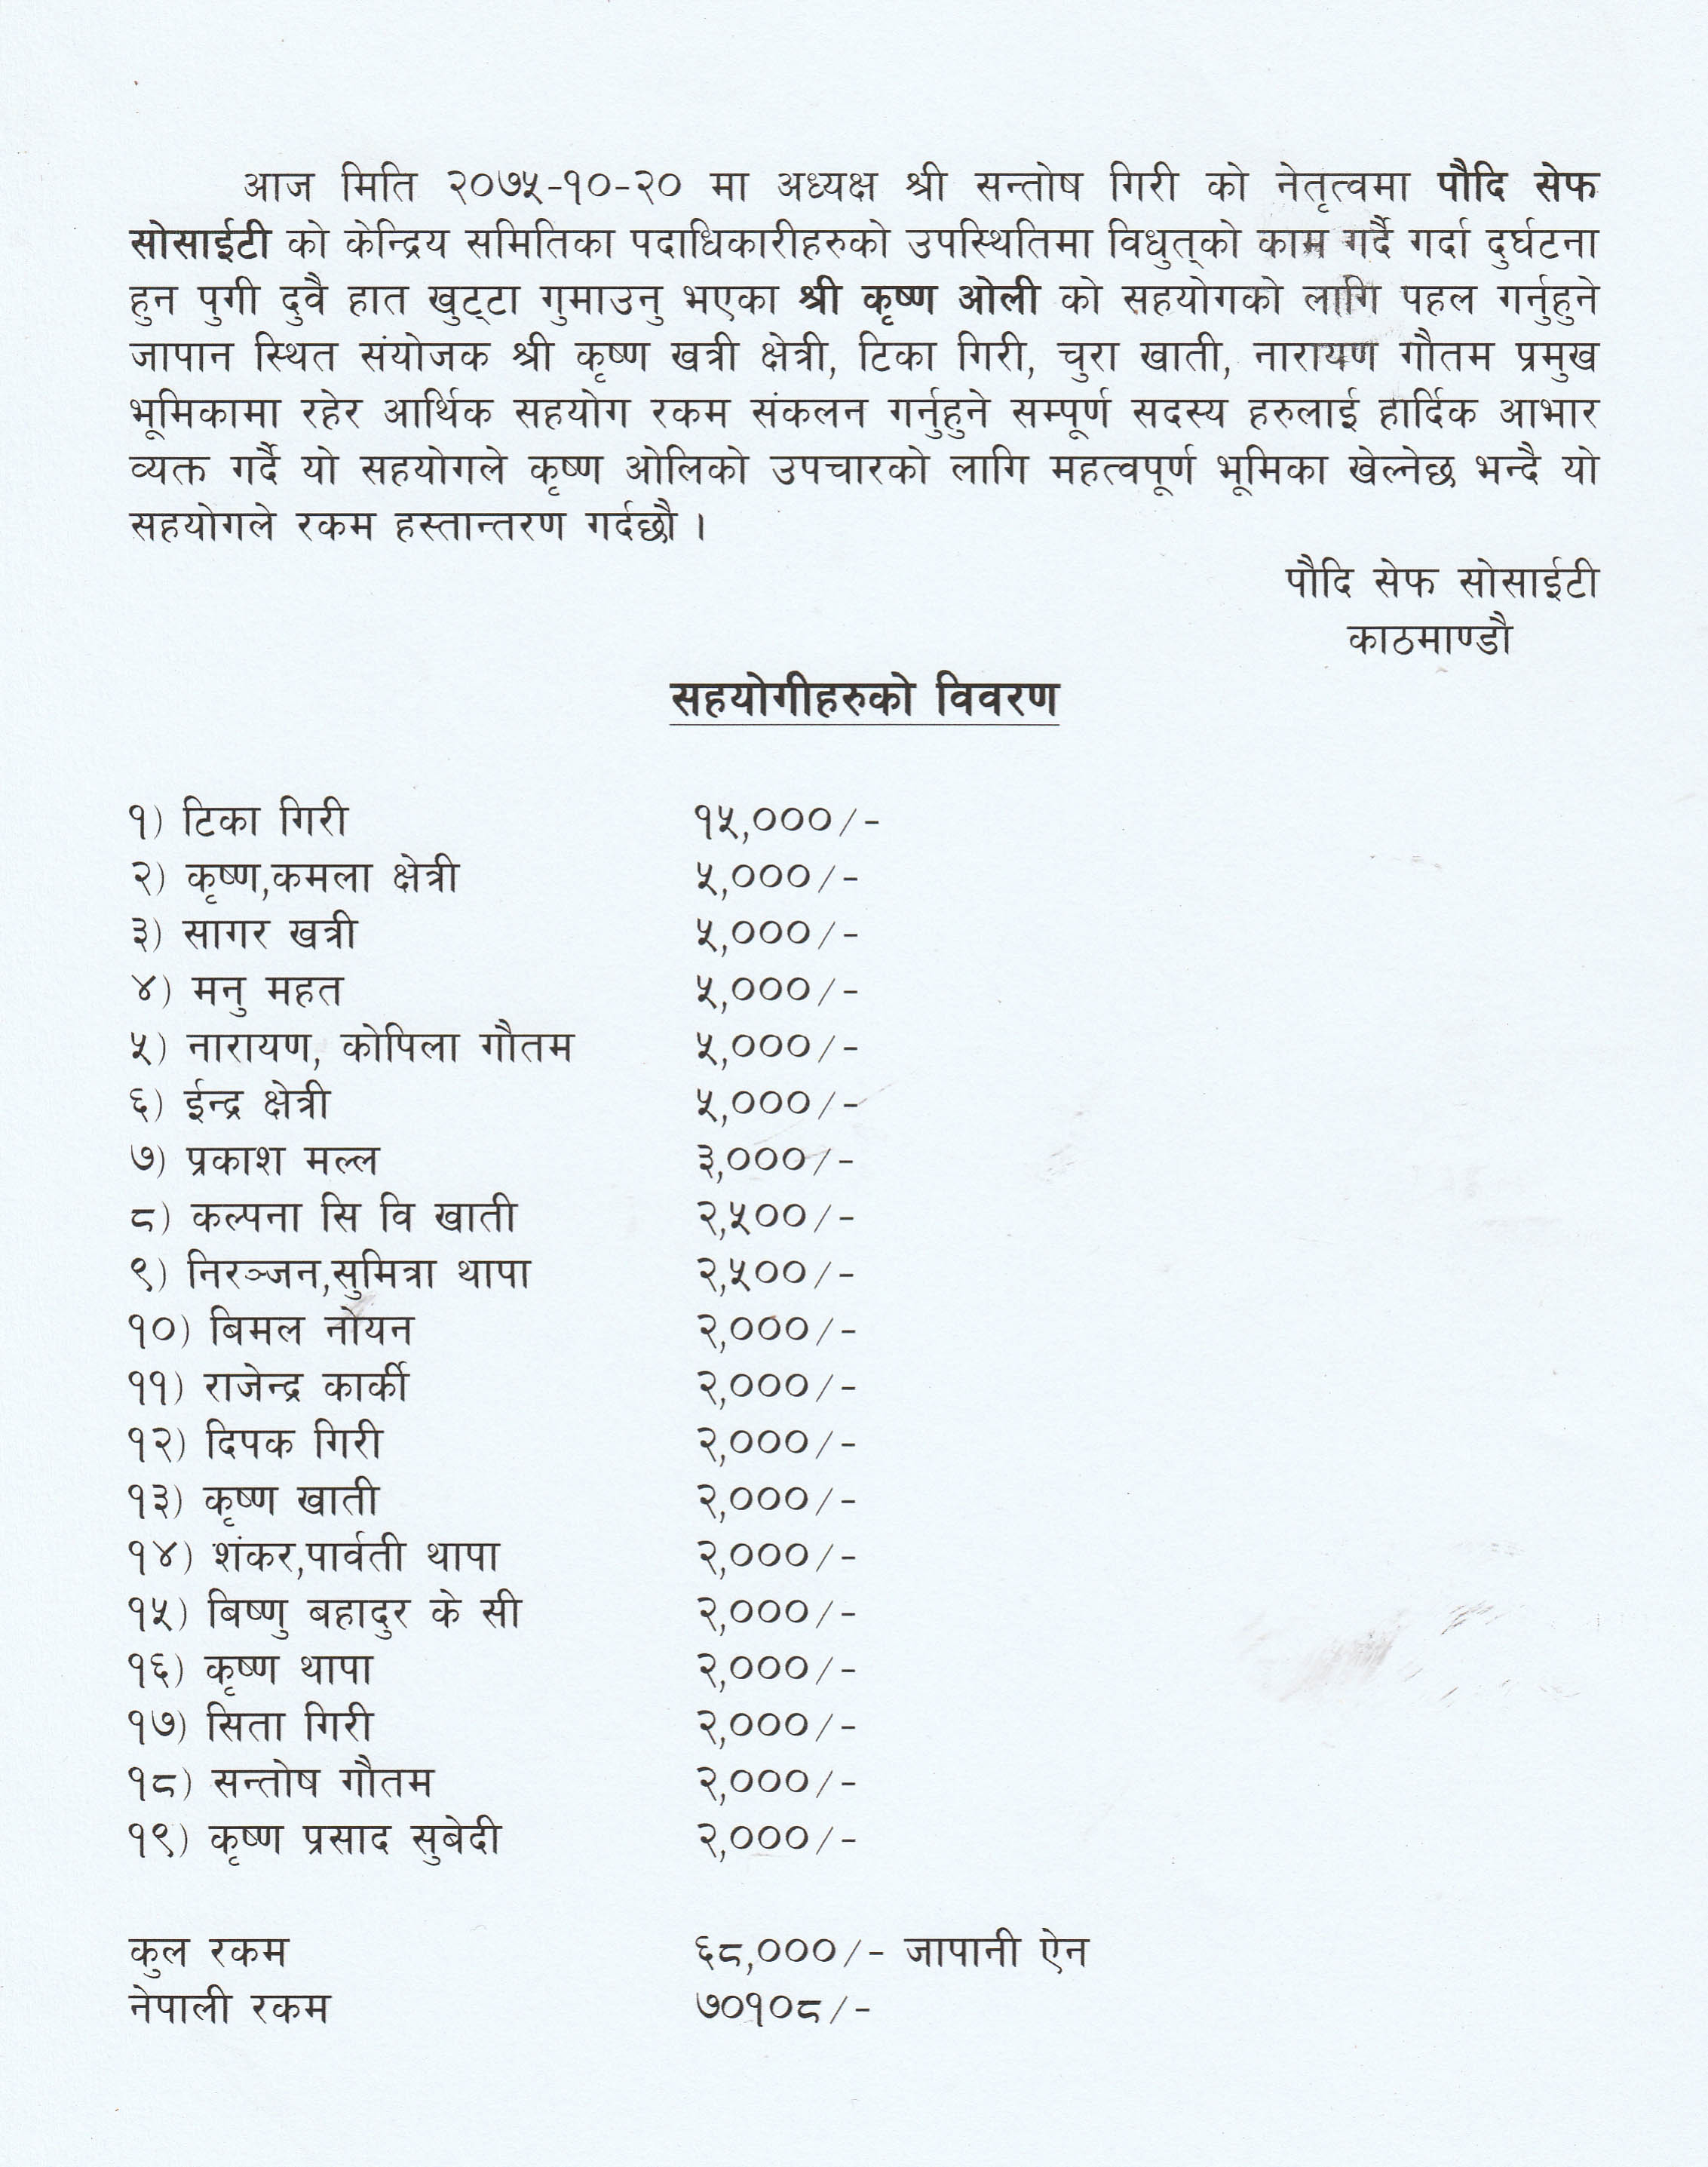 आज मिति २०७५-१०-२० मा अध्यक्ष श्री सन्तोष गिरी को नेतृत्वमा पौदि सेफ
सोसाईटी को केन्द्रिय समितिका पदाधिकारीहरुको उपस्थितिमा विधुत्को काम गर्दै गर्दा दुर्घटना
हुन पुगी दुवै हात खुट्टा गुमाउनु भएका श्री कृष्ण ओली को सहयोगको लागि पहल गर्नुहुने
जापान स्थित संयोजक श्री कृष्ण खत्री क्षेत्री, टिका गिरी, चुरा खाती, नारायण गौतम प्रमुख
भूमिकामा रहेर आर्थिक सहयोग रकम संकलन गर्नुहुने सम्पूर्ण सदस्य हरुलाई हार्दिक आभार
व्यक्त गर्दै यो सहयोगले कृष्ण ओलिको उपचारको लागि महत्वपूर्ण भूमिका खेल्नेछ भन्दै यो
सहयोगले रकम हस्तान्तरण गर्दछौ ।
पौदि सेफ सोसाईटी
काठमाण्डौ
सहयोगीहरुको विवरण
१) टिका गिरी १५,०००/-
२) कृष्ण,कमला क्षेत्री ५,०००/-
३) सागर खत्री ५,०००/-
४) मनु महत ५,०००/-
५) नारायण, कोपिला गौतम ५,०००/-
६) ईन्द्र क्षेत्री ५,०००/-
७) प्रकाश मल्ल ३,०००/-
८) कल्पना सि वि खाती २,५००/-
९) निरञ्जन,सुमित्रा थापा २,५००/-
१०) बिमल नोयन २,०००/-
११) राजेन्द्र कार्की २,०००/-
१२) दिपक गिरी २,०००/-
१३) कृष्ण खाती २,०००/-
१४) शंकर,पार्वती थापा २,०००/-
१५) बिष्णु बहादुर के सी २,०००/-
१६) कृष्ण थापा २,०००/-
१७) सिता गिरी २,०००/-
१८) सन्तोष गौतम २,०००/-
१९) कृष्ण प्रसाद सुबेदी २,०००/-
कुल रकम ६८,०००/- जापानी ऐन
नेपाली रकम ७०१०८/-